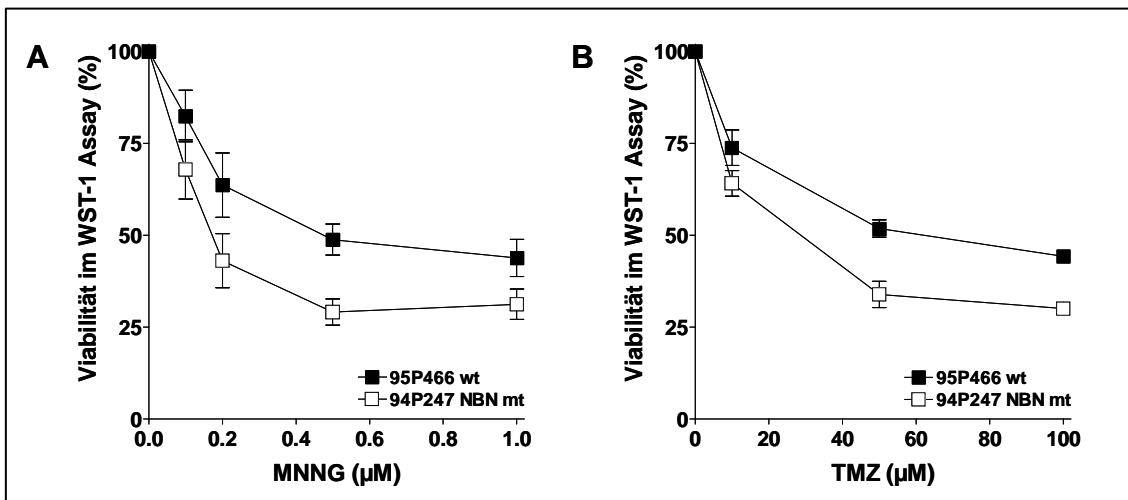 A
Viabilität im WST-1 Assay (%)
100
75
50
25
0
0.0 0.2 0.4 0.6 0.8 1.0
MNNG (µM)
95P466 wt
94P247 NBN mt
B
Viabilität im WST-1 Assay (%)
100
75
50
25
0
0 20 40 60 80 100
TMZ (µM)
95P466 wt
94P247 NBN mt